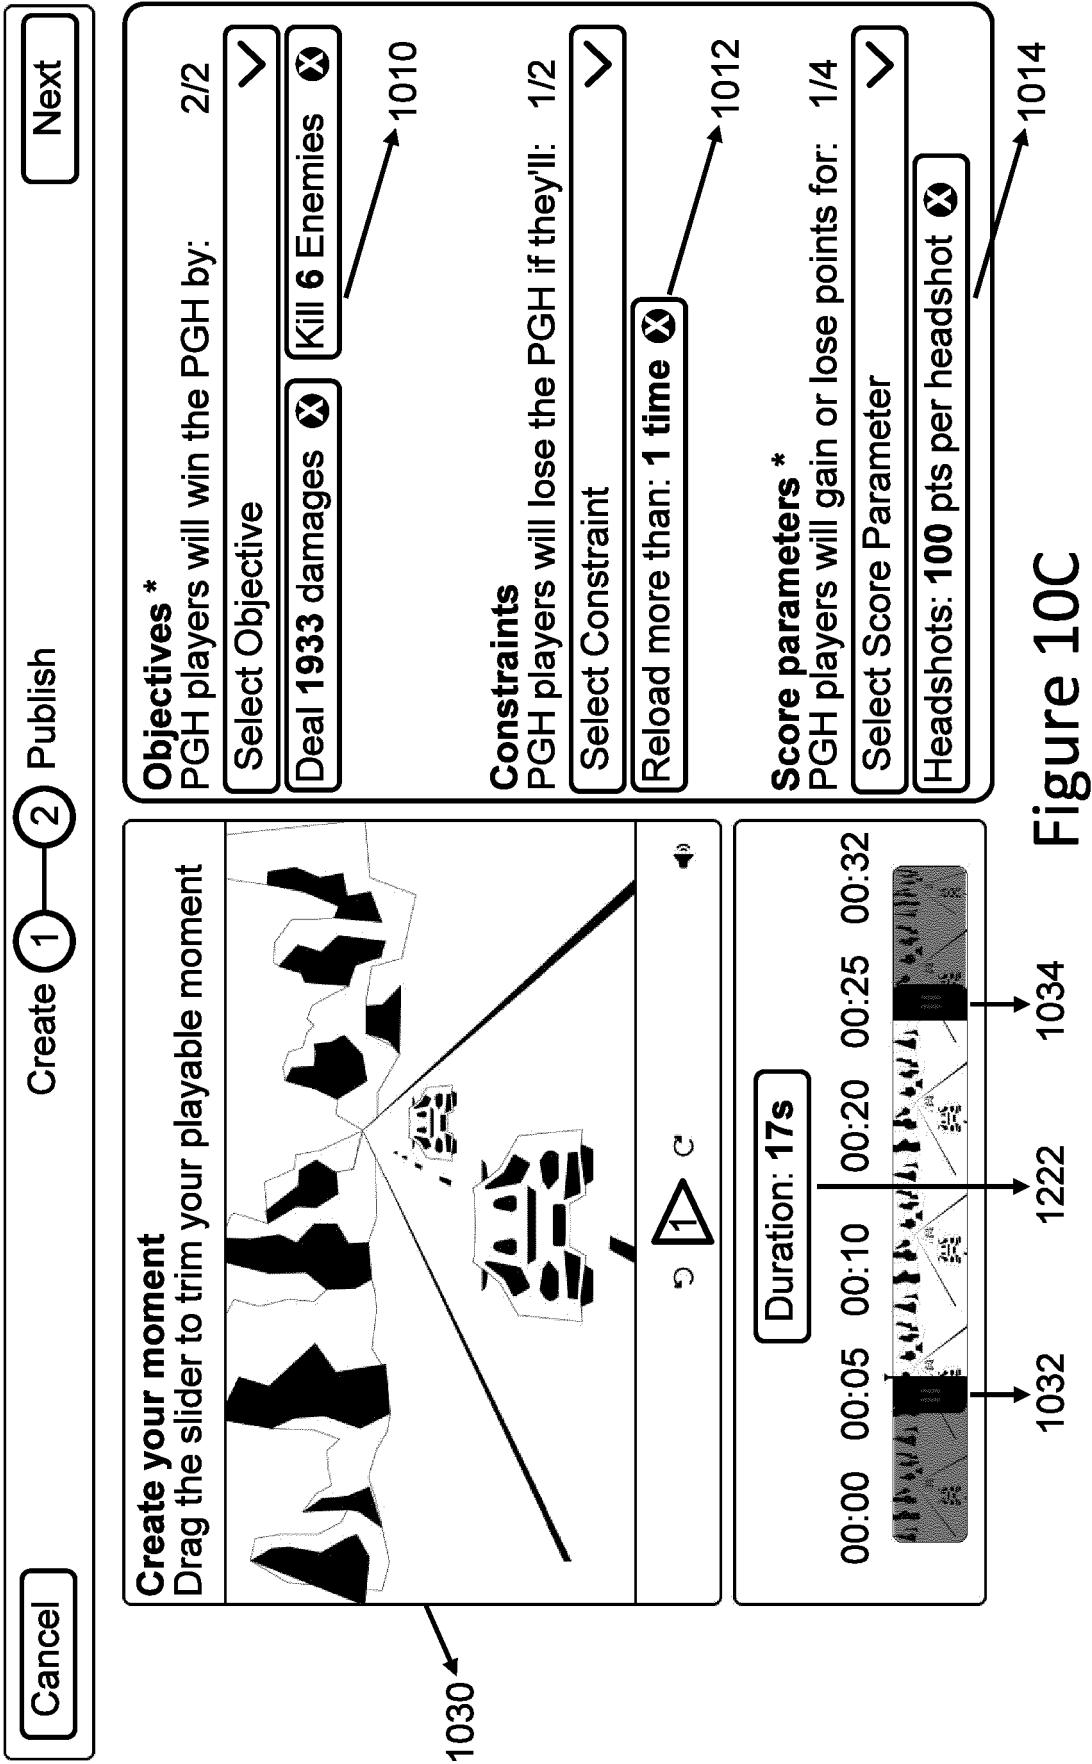 Cancel
Create 1 2 Publish
Next
Create your moment
Drag the slider to trim your playable moment
1030
1
Duration: 17s
00:00 00:05 00:10 00:20 00:25 00:32
1032 1222 1034
Objectives *
PGH players will win the PGH by: 2/2
Select Objective
Deal 1933 damages X Kill 6 Enemies X
1010
Constraints
PGH players will lose the PGH if they'll: 1/2
Select Constraint
Reload more than: 1 time X
1012
Score parameters *
PGH players will gain or lose points for: 1/4
Select Score Parameter
Headshots: 100 pts per headshot X
1014
Figure 10C